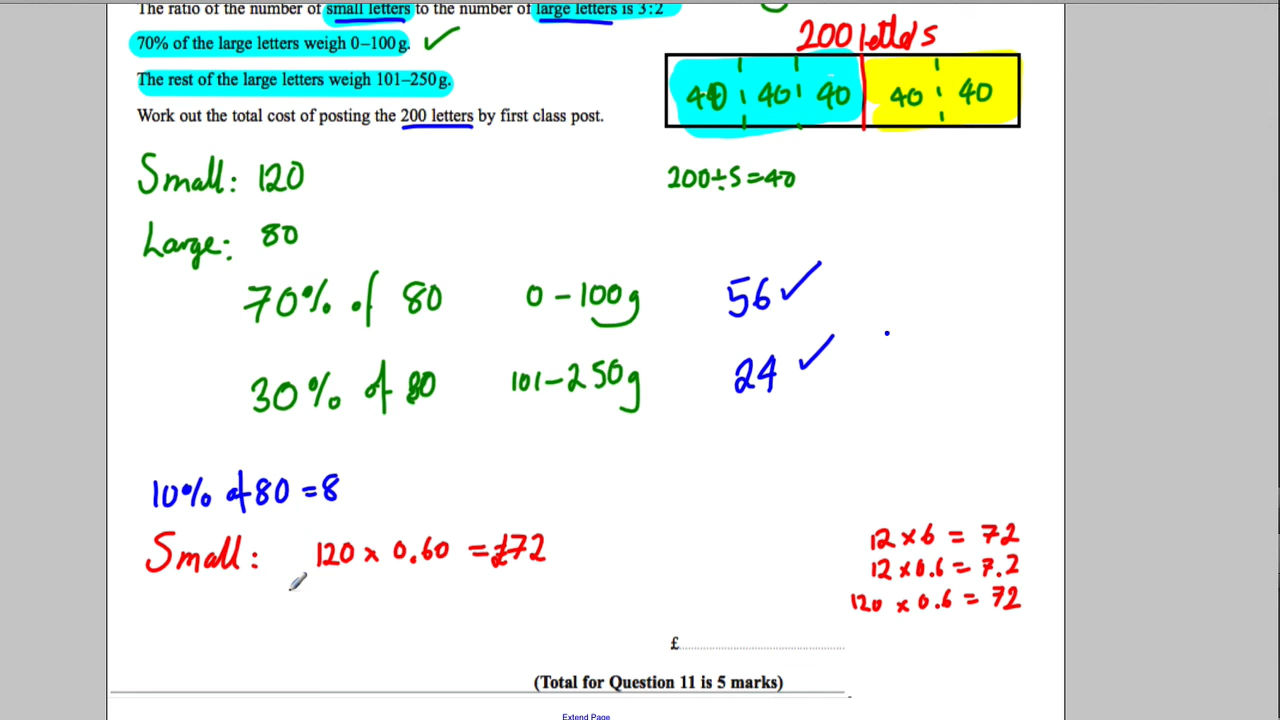 The ratio of the number of small letters to the number of large letters is 3 : 2
70% of the large letters weigh 0–100 g.
The rest of the large letters weigh 101–250 g.
Work out the total cost of posting the 200 letters by first class post.
200 letters
40 40 40 40 40
200÷5=40
Small: 120
Large: 80
70% of 80 0-100g 56
30% of 80 101-250g 24
10% of 80 = 8
Small: 120 x 0.60 = £72
12 x 6 = 72
12 x 0.6 = 7.2
120 x 0.6 = 72
£
(Total for Question 11 is 5 marks)
Extend Page